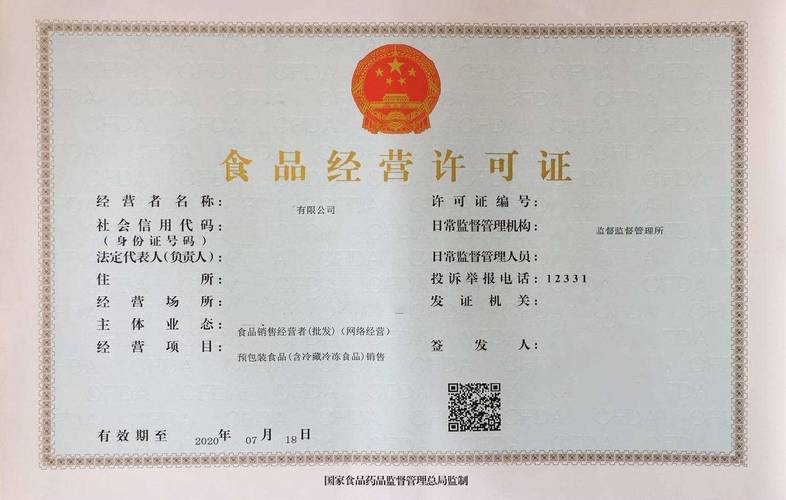 食品经营许可证
经营者名称： 有限公司
许可证编号：
社会信用代码：
（身份证号码）
日常监督管理机构： 监督监督管理所
法定代表人(负责人)：
日常监督管理人员：
住所：
投诉举报电话：12331
经营场所：
发证机关：
主体业态： 食品销售经营者(批发)（网络经营）
经营项目： 预包装食品(含冷藏冷冻食品)销售
签发人：
有效期至 2020年 07月 18日
国家食品药品监督管理总局监制